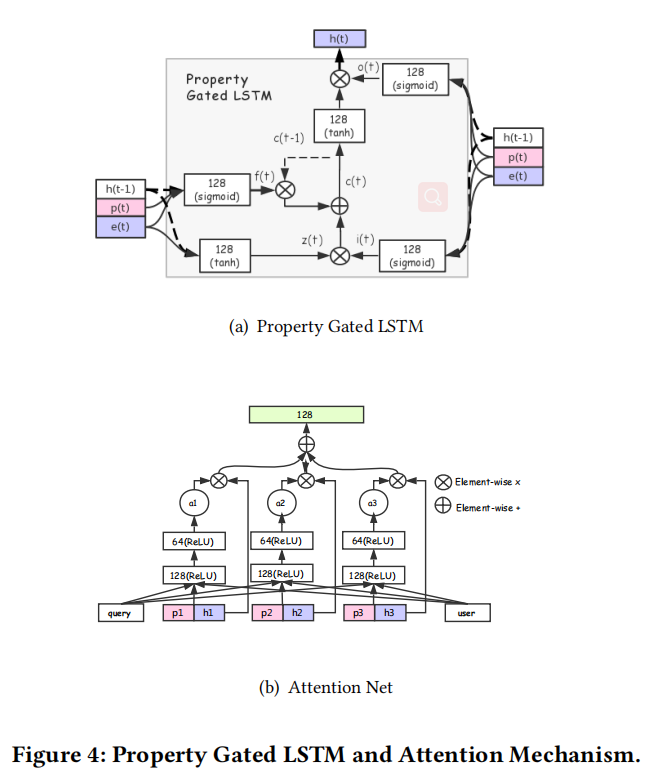 h(t)
Property
Gated LSTM
o(t)
128
(sigmoid)
128
(tanh)
c(t-1)
h(t-1)
p(t)
e(t)
h(t-1)
p(t)
e(t)
128
(sigmoid)
f(t)
c(t)
z(t)
i(t)
128
(tanh)
128
(sigmoid)
(a) Property Gated LSTM
128
Element-wise x
Element-wise +
a1
a2
a3
64(ReLU)
64(ReLU)
64(ReLU)
128(ReLU)
128(ReLU)
128(ReLU)
query
p1
h1
p2
h2
p3
h3
user
(b) Attention Net
Figure 4: Property Gated LSTM and Attention Mechanism.